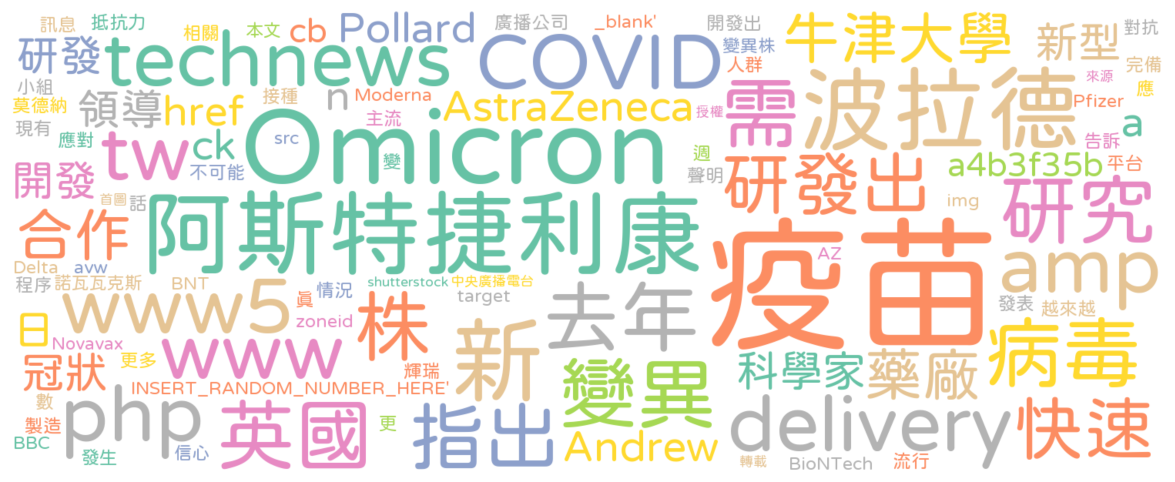 訊息 抵抗力 相關 本文 cb Pollard 廣播公司 _blank' 開發出 牛津大學 新型 對抗
研發 technews COVID 變異株 人群 完備
小組 領導 href 接種 n Moderna AstraZeneca 授權 需 波拉德 來源 應
莫德納 主流 Pfizer
現有 應對 tw ck src Omicron 變 週 聲明 a4b3f35b 告訴 平台 a
開發 不可能 研發出 img 研究
首圖 話 阿斯特捷利康
合作 疫苗 amp
Delta avw 諾瓦瓦克斯 BNT 眞 情況 shutterstock 中央廣播電台 AZ
程序 www5 target 去年 發表 越來越
日 Novavax www zoneid 株 新 變異 科學家 藥廠 病毒
冠狀 更多 INSERT_RANDOM_NUMBER_HERE' 輝瑞
數 php 英國 更 指出 Andrew delivery 快速
製造 BBC 發生 信心 轉載 BioNTech 流行